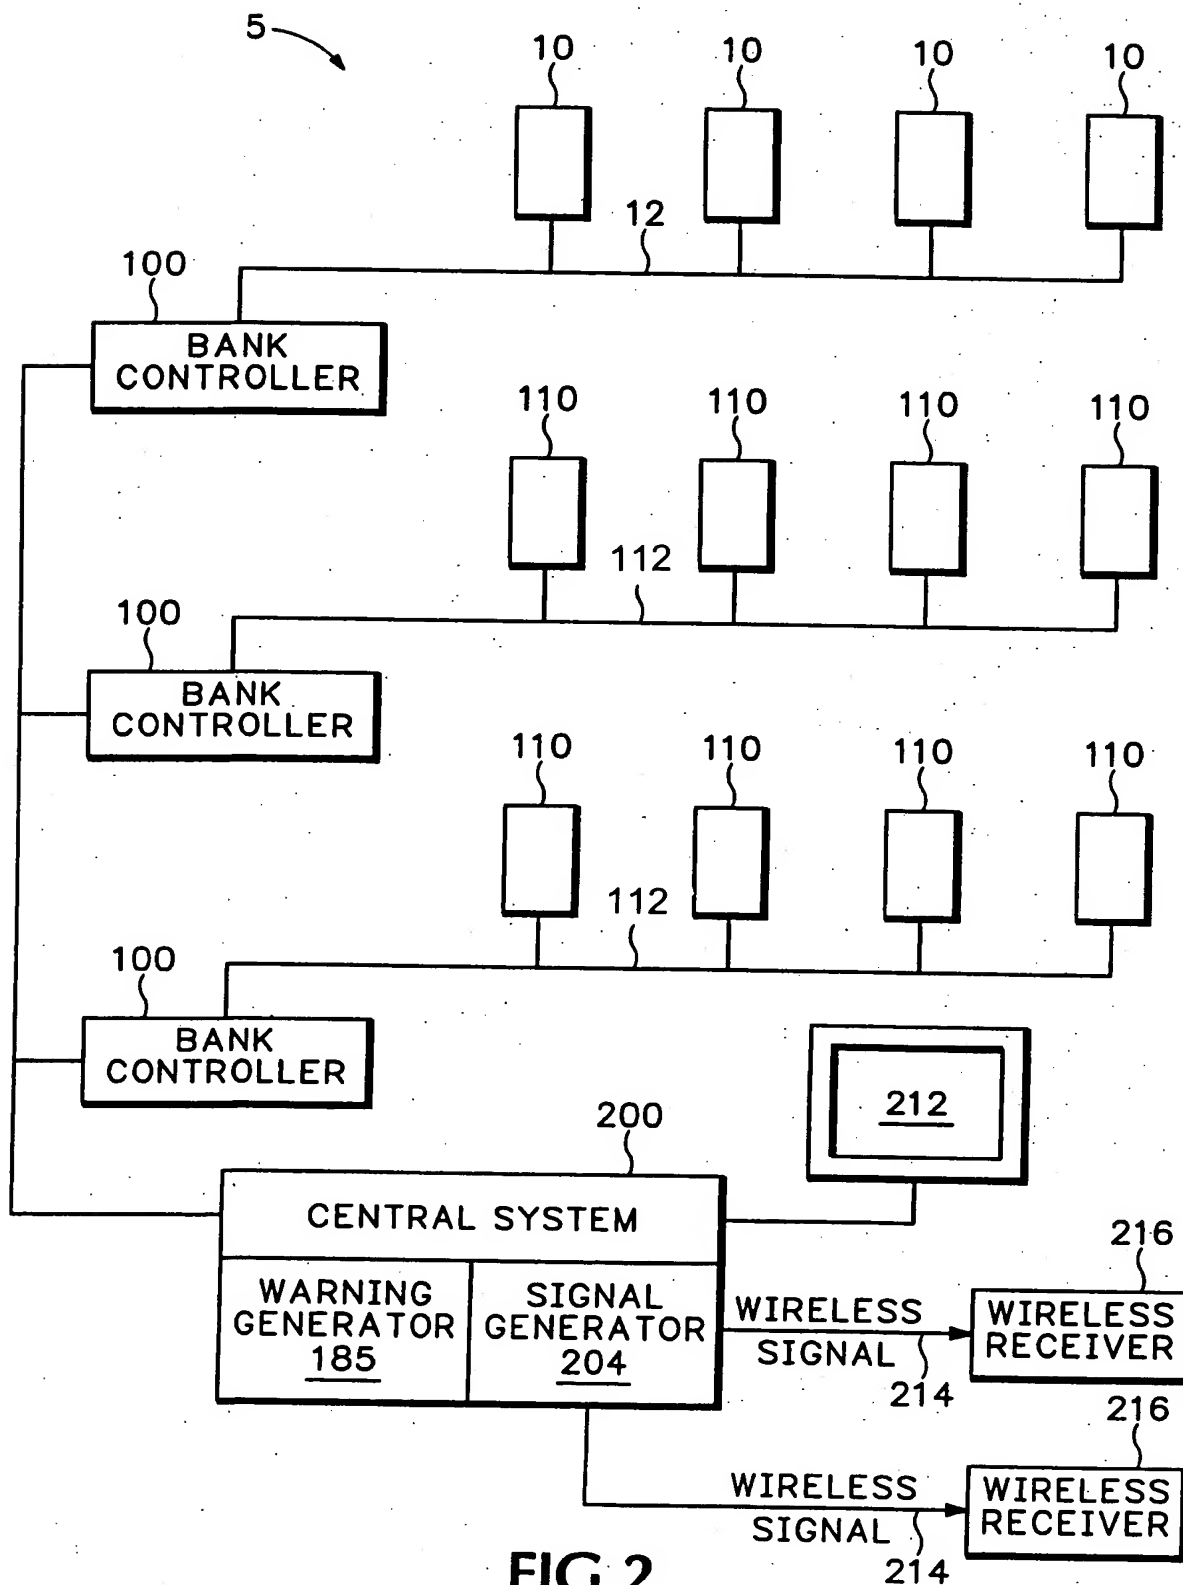 5
10 10 10 10
12
100
BANK
CONTROLLER
110 110 110 110
112
100
BANK
CONTROLLER
110 110 110 110
112
100
BANK
CONTROLLER
212
200
CENTRAL SYSTEM
WARNING
GENERATOR
185
SIGNAL
GENERATOR
204
WIRELESS
SIGNAL
214
216
WIRELESS
RECEIVER
WIRELESS
SIGNAL
214
216
WIRELESS
RECEIVER
FIG.2